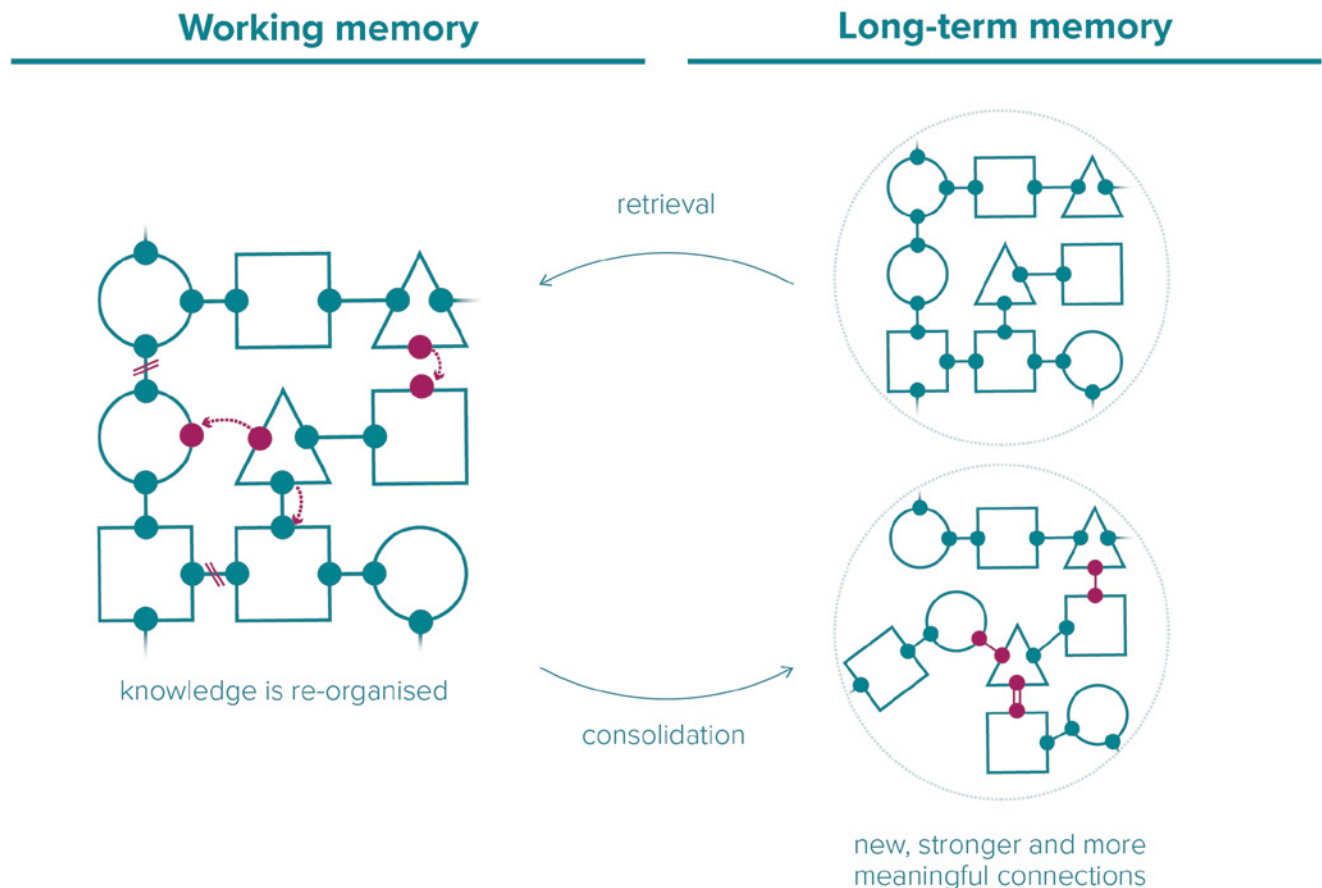 Working memory
Long-term memory
retrieval
knowledge is re-organised
consolidation
new, stronger and more
meaningful connections